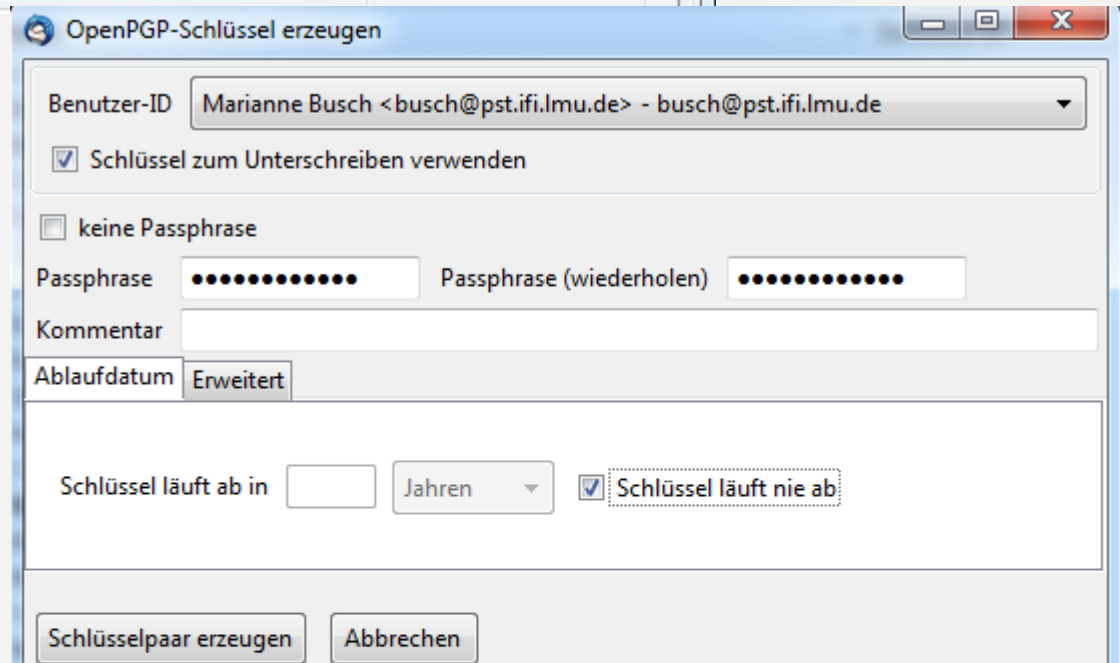 OpenPGP-Schlüssel erzeugen
Benutzer-ID Marianne Busch <busch@pst.ifi.lmu.de> - busch@pst.ifi.lmu.de
Schlüssel zum Unterschreiben verwenden
keine Passphrase
Passphrase ●●●●●●●●●●●● Passphrase (wiederholen) ●●●●●●●●●●●●
Kommentar
Ablaufdatum Erweitert
Schlüssel läuft ab in Jahren Schlüssel läuft nie ab
Schlüsselpaar erzeugen Abbrechen